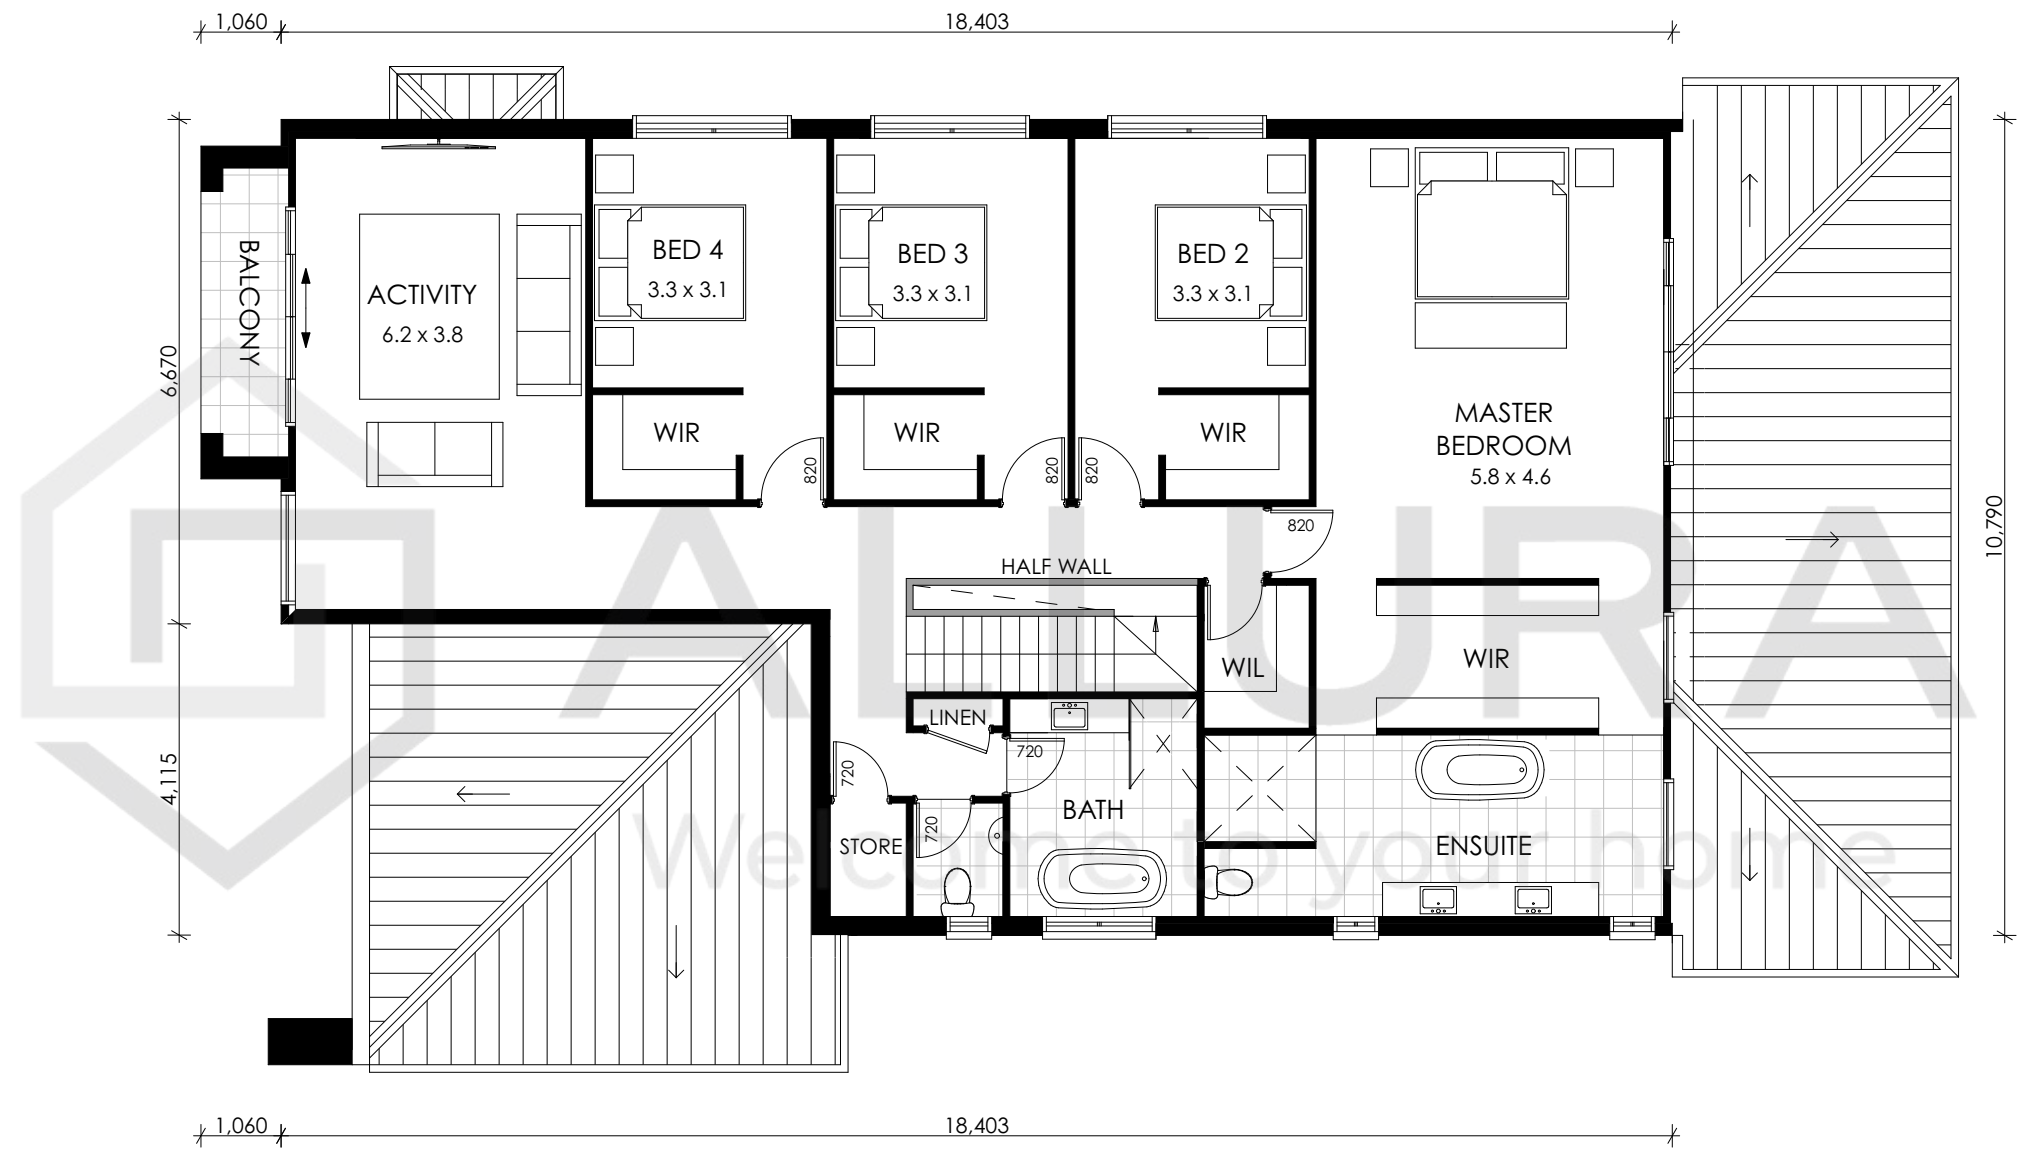 1,060
18,403
BALCONY
ACTIVITY
6.2 x 3.8
BED 4
3.3 x 3.1
BED 3
3.3 x 3.1
BED 2
3.3 x 3.1
MASTER
BEDROOM
5.8 x 4.6
6,670
10,790
WIR
WIR
WIR
820
820
820
820
HALF WALL
ALLURA
WIL
WIR
LINEN
720
720
720
4,115
BATH
STORE
ENSUITE
Welcome to your home
1,060
18,403